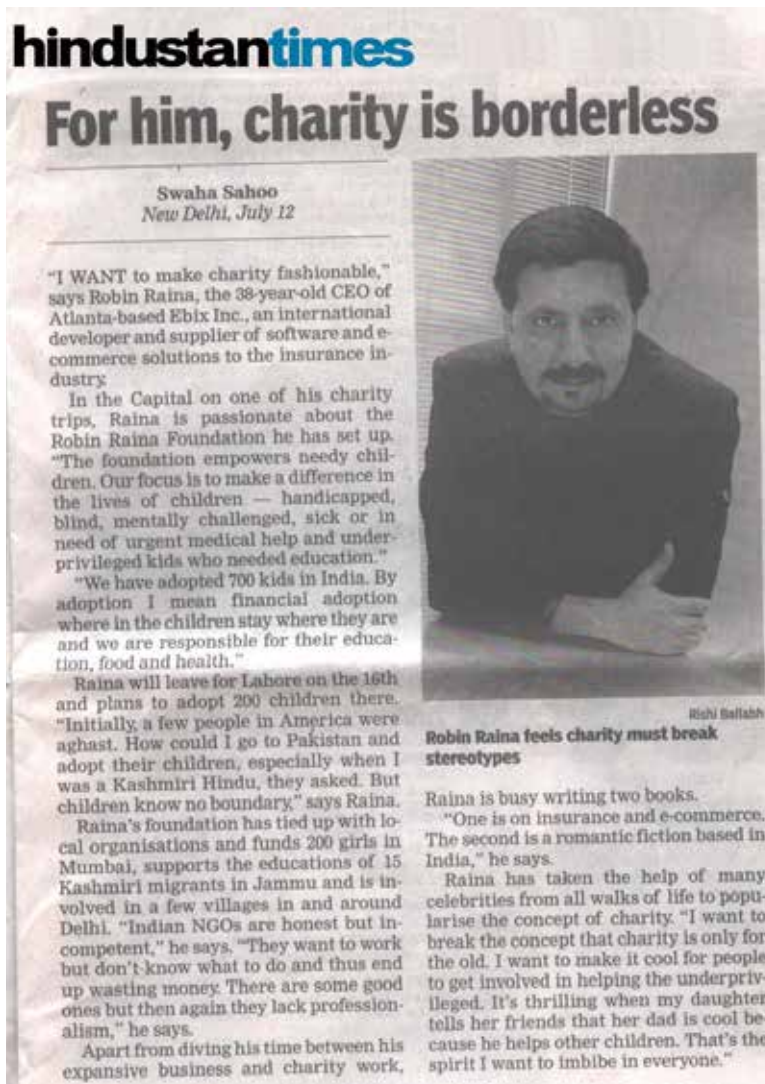 hindustantimes
For him, charity is borderless
Swaha Sahoo
New Delhi, July 12
"I WANT to make charity fashionable,"
says Robin Raina, the 38-year-old CEO of
Atlanta-based Ebix Inc., an international
developer and supplier of software and e-
commerce solutions to the insurance in-
dustry.
In the Capital on one of his charity
trips, Raina is passionate about the
Robin Raina Foundation he has set up.
"The foundation empowers needy chil-
dren. Our focus is to make a difference in
the lives of children — handicapped,
blind, mentally challenged, sick or in
need of urgent medical help and under-
privileged kids who needed education."
"We have adopted 700 kids in India. By
adoption I mean financial adoption
where in the children stay where they are
and we are responsible for their educa-
tion, food and health."
Raina will leave for Lahore on the 16th
and plans to adopt 200 children there.
"Initially, a few people in America were
aghast. How could I go to Pakistan and
adopt their children, especially when I
was a Kashmiri Hindu, they asked. But
children know no boundary," says Raina.
Raina's foundation has tied up with lo-
cal organisations and funds 200 girls in
Mumbai, supports the educations of 15
Kashmiri migrants in Jammu and is in-
volved in a few villages in and around
Delhi. "Indian NGOs are honest but in-
competent," he says. "They want to work
but don't know what to do and thus end
up wasting money. There are some good
ones but then again they lack profession-
alism," he says.
Apart from diving his time between his
expansive business and charity work,
Rishi Ballabh
Robin Raina feels charity must break
stereotypes
Raina is busy writing two books.
"One is on insurance and e-commerce.
The second is a romantic fiction based in
India," he says.
Raina has taken the help of many
celebrities from all walks of life to popu-
larise the concept of charity. "I want to
break the concept that charity is only for
the old. I want to make it cool for people
to get involved in helping the underpriv-
ileged. It's thrilling when my daughter
tells her friends that her dad is cool be-
cause he helps other children. That's the
spirit I want to imbibe in everyone."